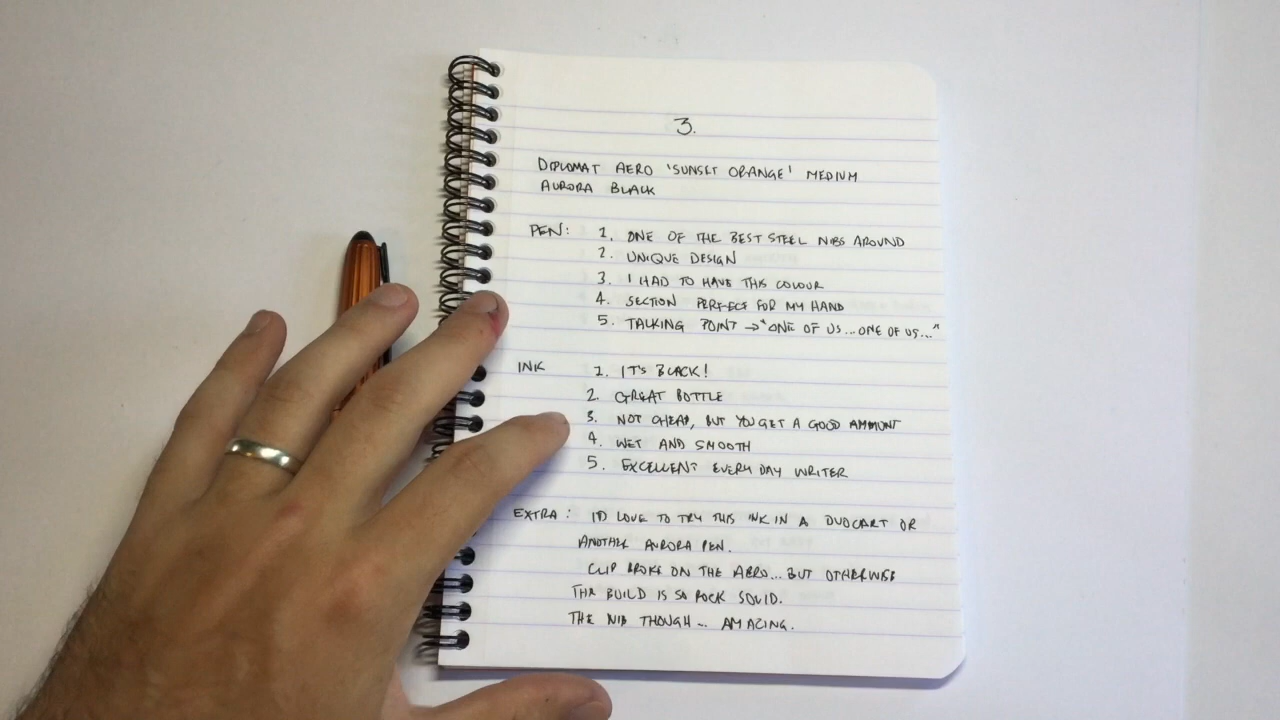 3.
DIPLOMAT AERO 'SUNSET ORANGE' MEDIUM
AURORA BLACK
PEN: 1. ONE OF THE BEST STEEL NIBS AROUND
2. UNIQUE DESIGN
3. I HAD TO HAVE THIS COLOUR
4. SECTION PERFECT FOR MY HAND
5. TALKING POINT → "ONE OF US... ONE OF US..."
INK 1. IT'S BLACK!
2. GREAT BOTTLE
3. NOT CHEAP, BUT YOU GET A GOOD AMOUNT
4. WET AND SMOOTH
5. EXCELLENT EVERY DAY WRITER
EXTRA: I'D LOVE TO TRY THIS INK IN A DUOCART OR
ANOTHER AURORA PEN.
CLIP BROKE ON THE AERO... BUT OTHERWISE
THE BUILD IS SO ROCK SOLID.
THE NIB THOUGH... AMAZING.